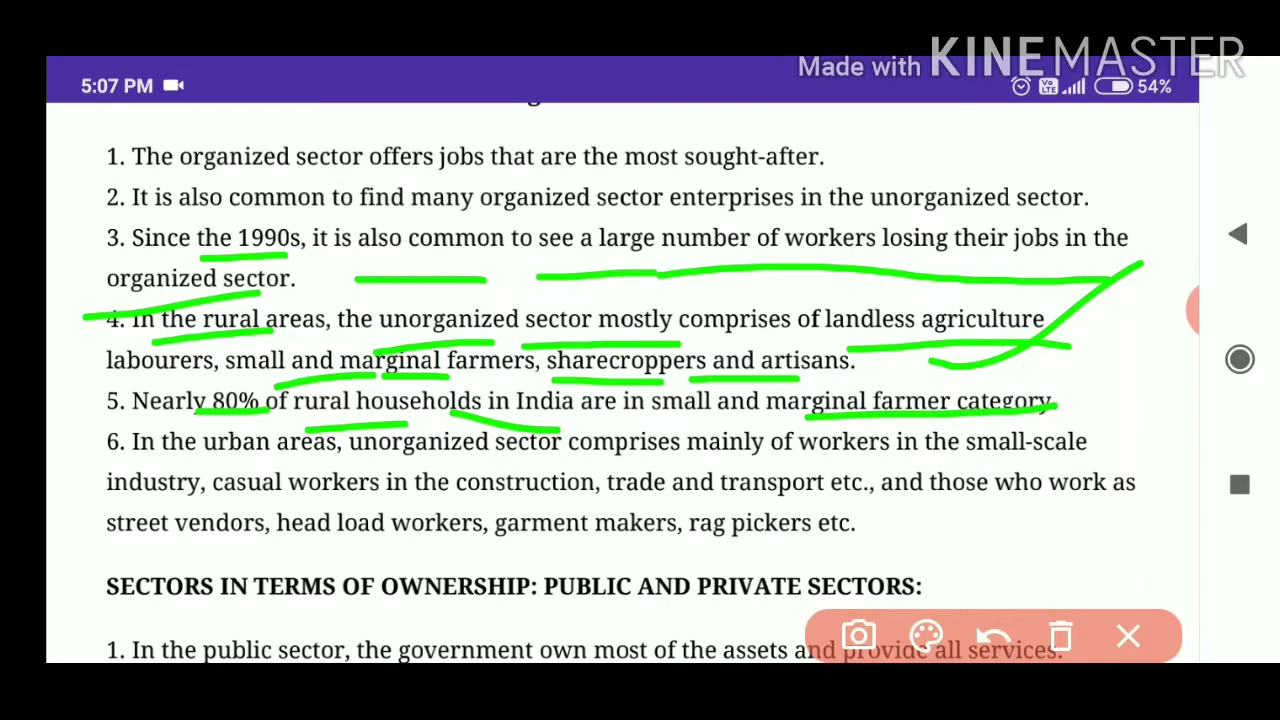 Made with KINEMASTER
5:07 PM
Vo LTE 54%
1. The organized sector offers jobs that are the most sought-after.
2. It is also common to find many organized sector enterprises in the unorganized sector.
3. Since the 1990s, it is also common to see a large number of workers losing their jobs in the
organized sector.
4. In the rural areas, the unorganized sector mostly comprises of landless agriculture
labourers, small and marginal farmers, sharecroppers and artisans.
5. Nearly 80% of rural households in India are in small and marginal farmer category.
6. In the urban areas, unorganized sector comprises mainly of workers in the small-scale
industry, casual workers in the construction, trade and transport etc., and those who work as
street vendors, head load workers, garment makers, rag pickers etc.
SECTORS IN TERMS OF OWNERSHIP: PUBLIC AND PRIVATE SECTORS:
1. In the public sector, the government own most of the assets and provide all services.